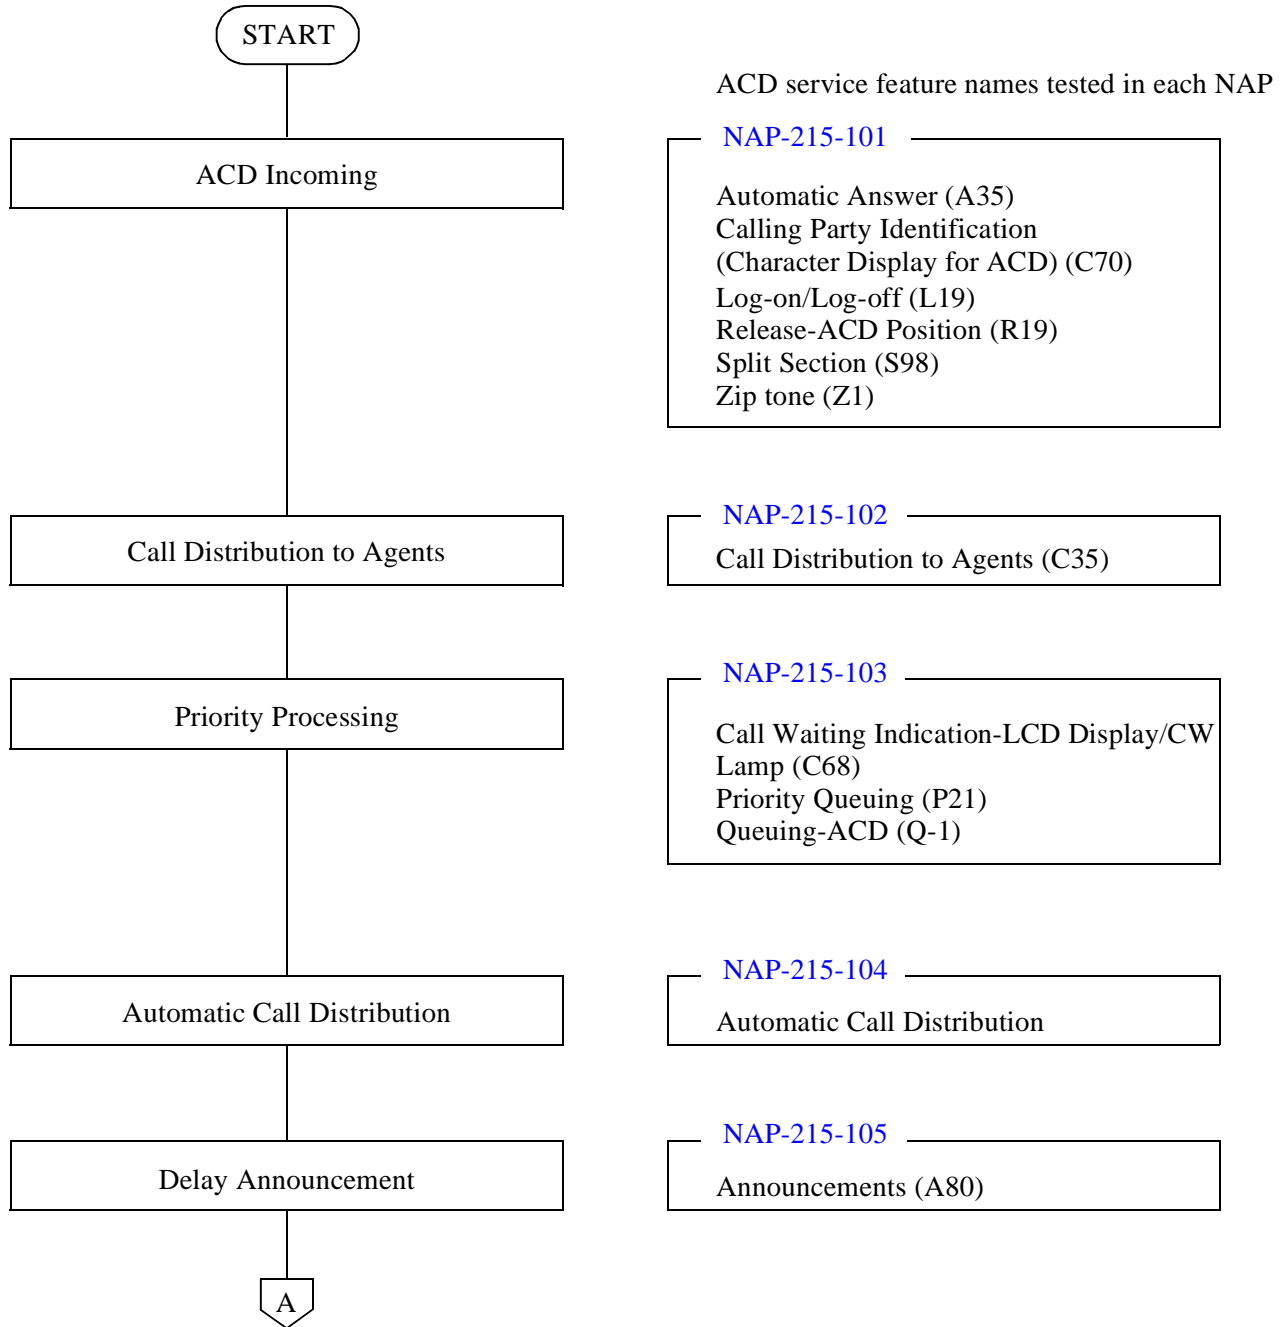 START
ACD service feature names tested in each NAP
ACD Incoming
NAP-215-101
Automatic Answer (A35)
Calling Party Identification
(Character Display for ACD) (C70)
Log-on/Log-off (L19)
Release-ACD Position (R19)
Split Section (S98)
Zip tone (Z1)
Call Distribution to Agents
NAP-215-102
Call Distribution to Agents (C35)
Priority Processing
NAP-215-103
Call Waiting Indication-LCD Display/CW
Lamp (C68)
Priority Queuing (P21)
Queuing-ACD (Q-1)
Automatic Call Distribution
NAP-215-104
Automatic Call Distribution
Delay Announcement
NAP-215-105
Announcements (A80)
A